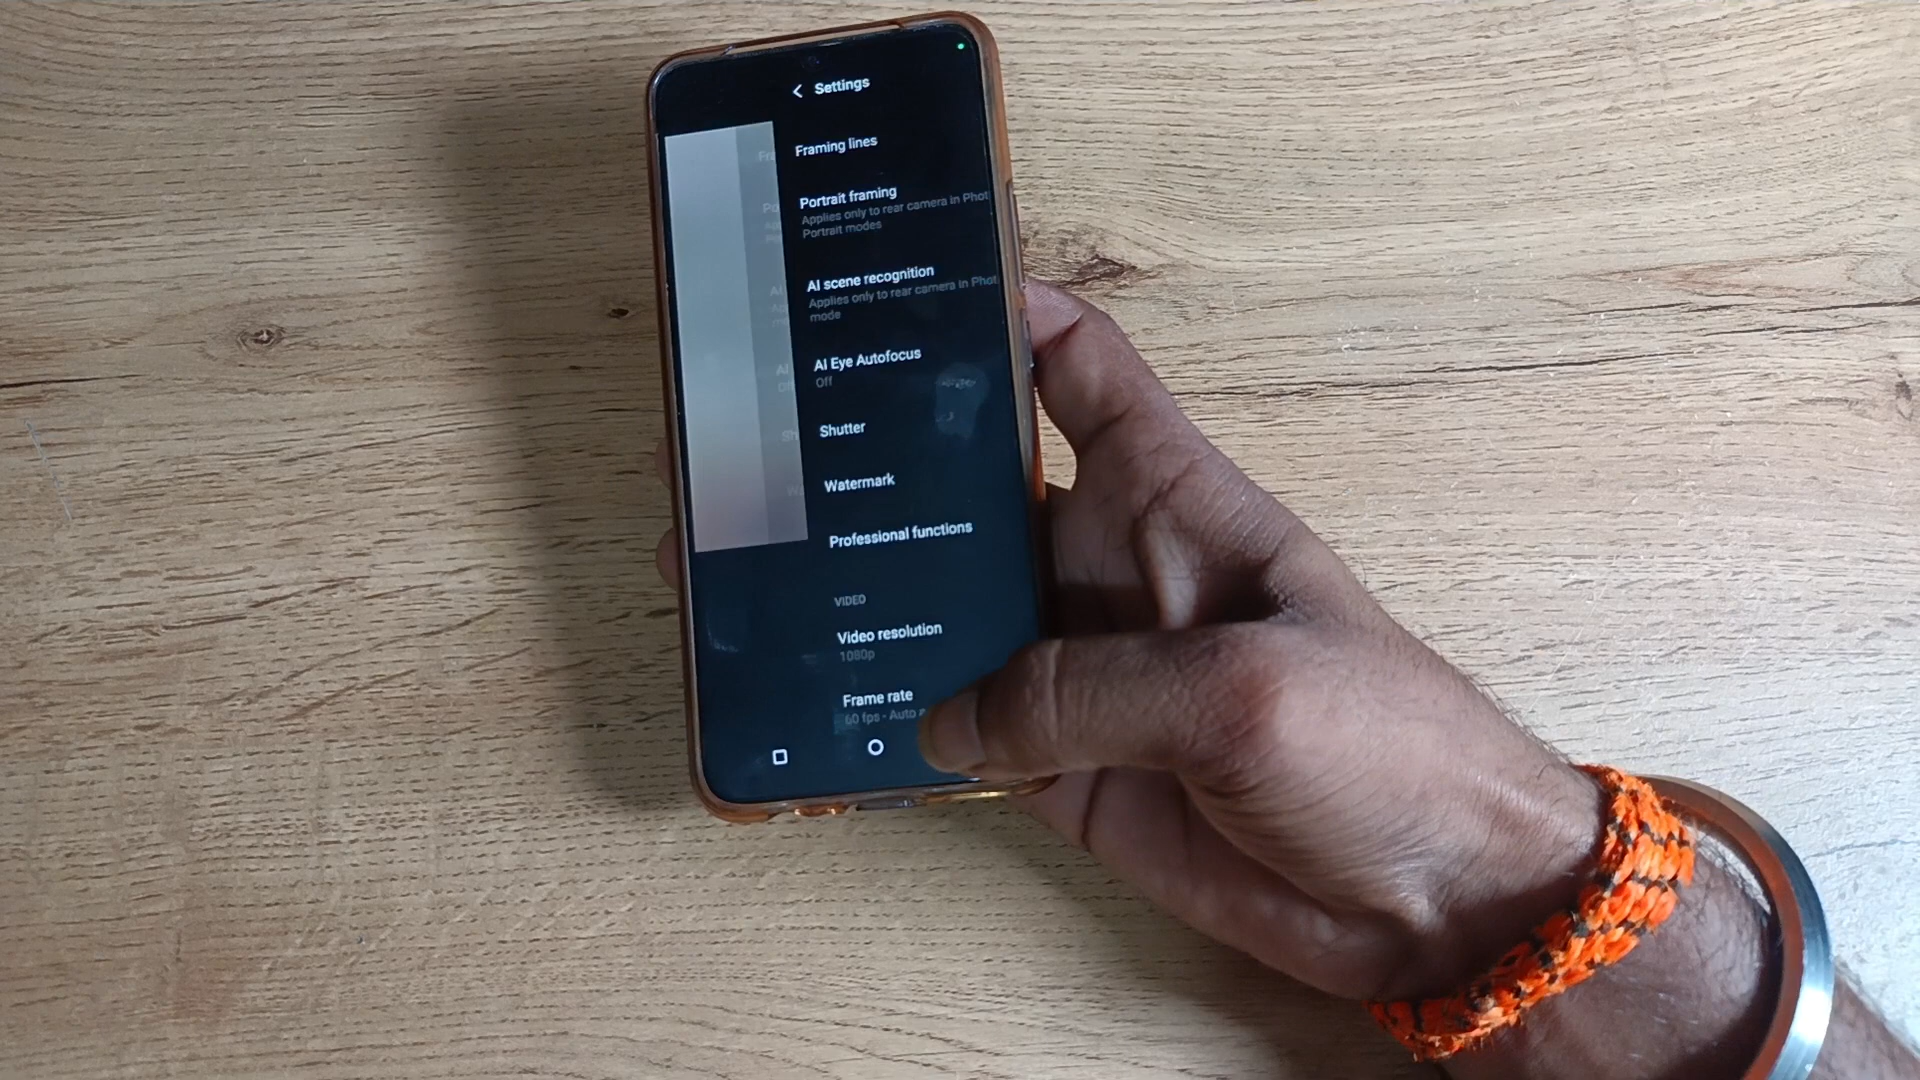 Settings
Framing lines
Portrait framing
Applies only to rear camera in Phot
Portrait modes
AI scene recognition
Applies only to rear camera in Phot
mode
AI Eye Autofocus
Off
Shutter
Watermark
Professional functions
VIDEO
Video resolution
1080p
Frame rate
60 fps - Auto